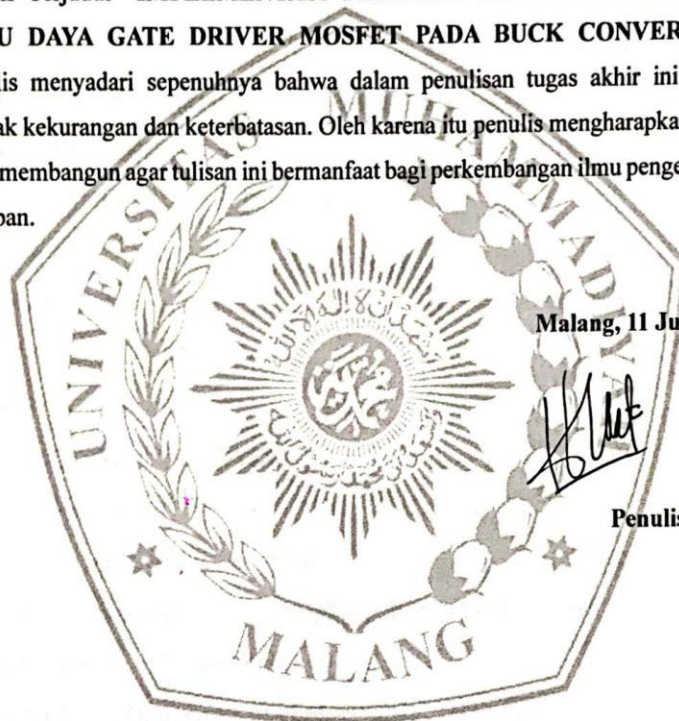 U DAYA GATE DRIVER MOSFET PADA BUCK CONVER
lis menyadari sepenuhnya bahwa dalam penulisan tugas akhir ini
ak kekurangan dan keterbatasan. Oleh karena itu penulis mengharapka
membangun agar tulisan ini bermanfaat bagi perkembangan ilmu penge
pan.
UNIVERSITAS MUHAMMADIYAH
Malang, 11 Ju
Penulis
MALANG